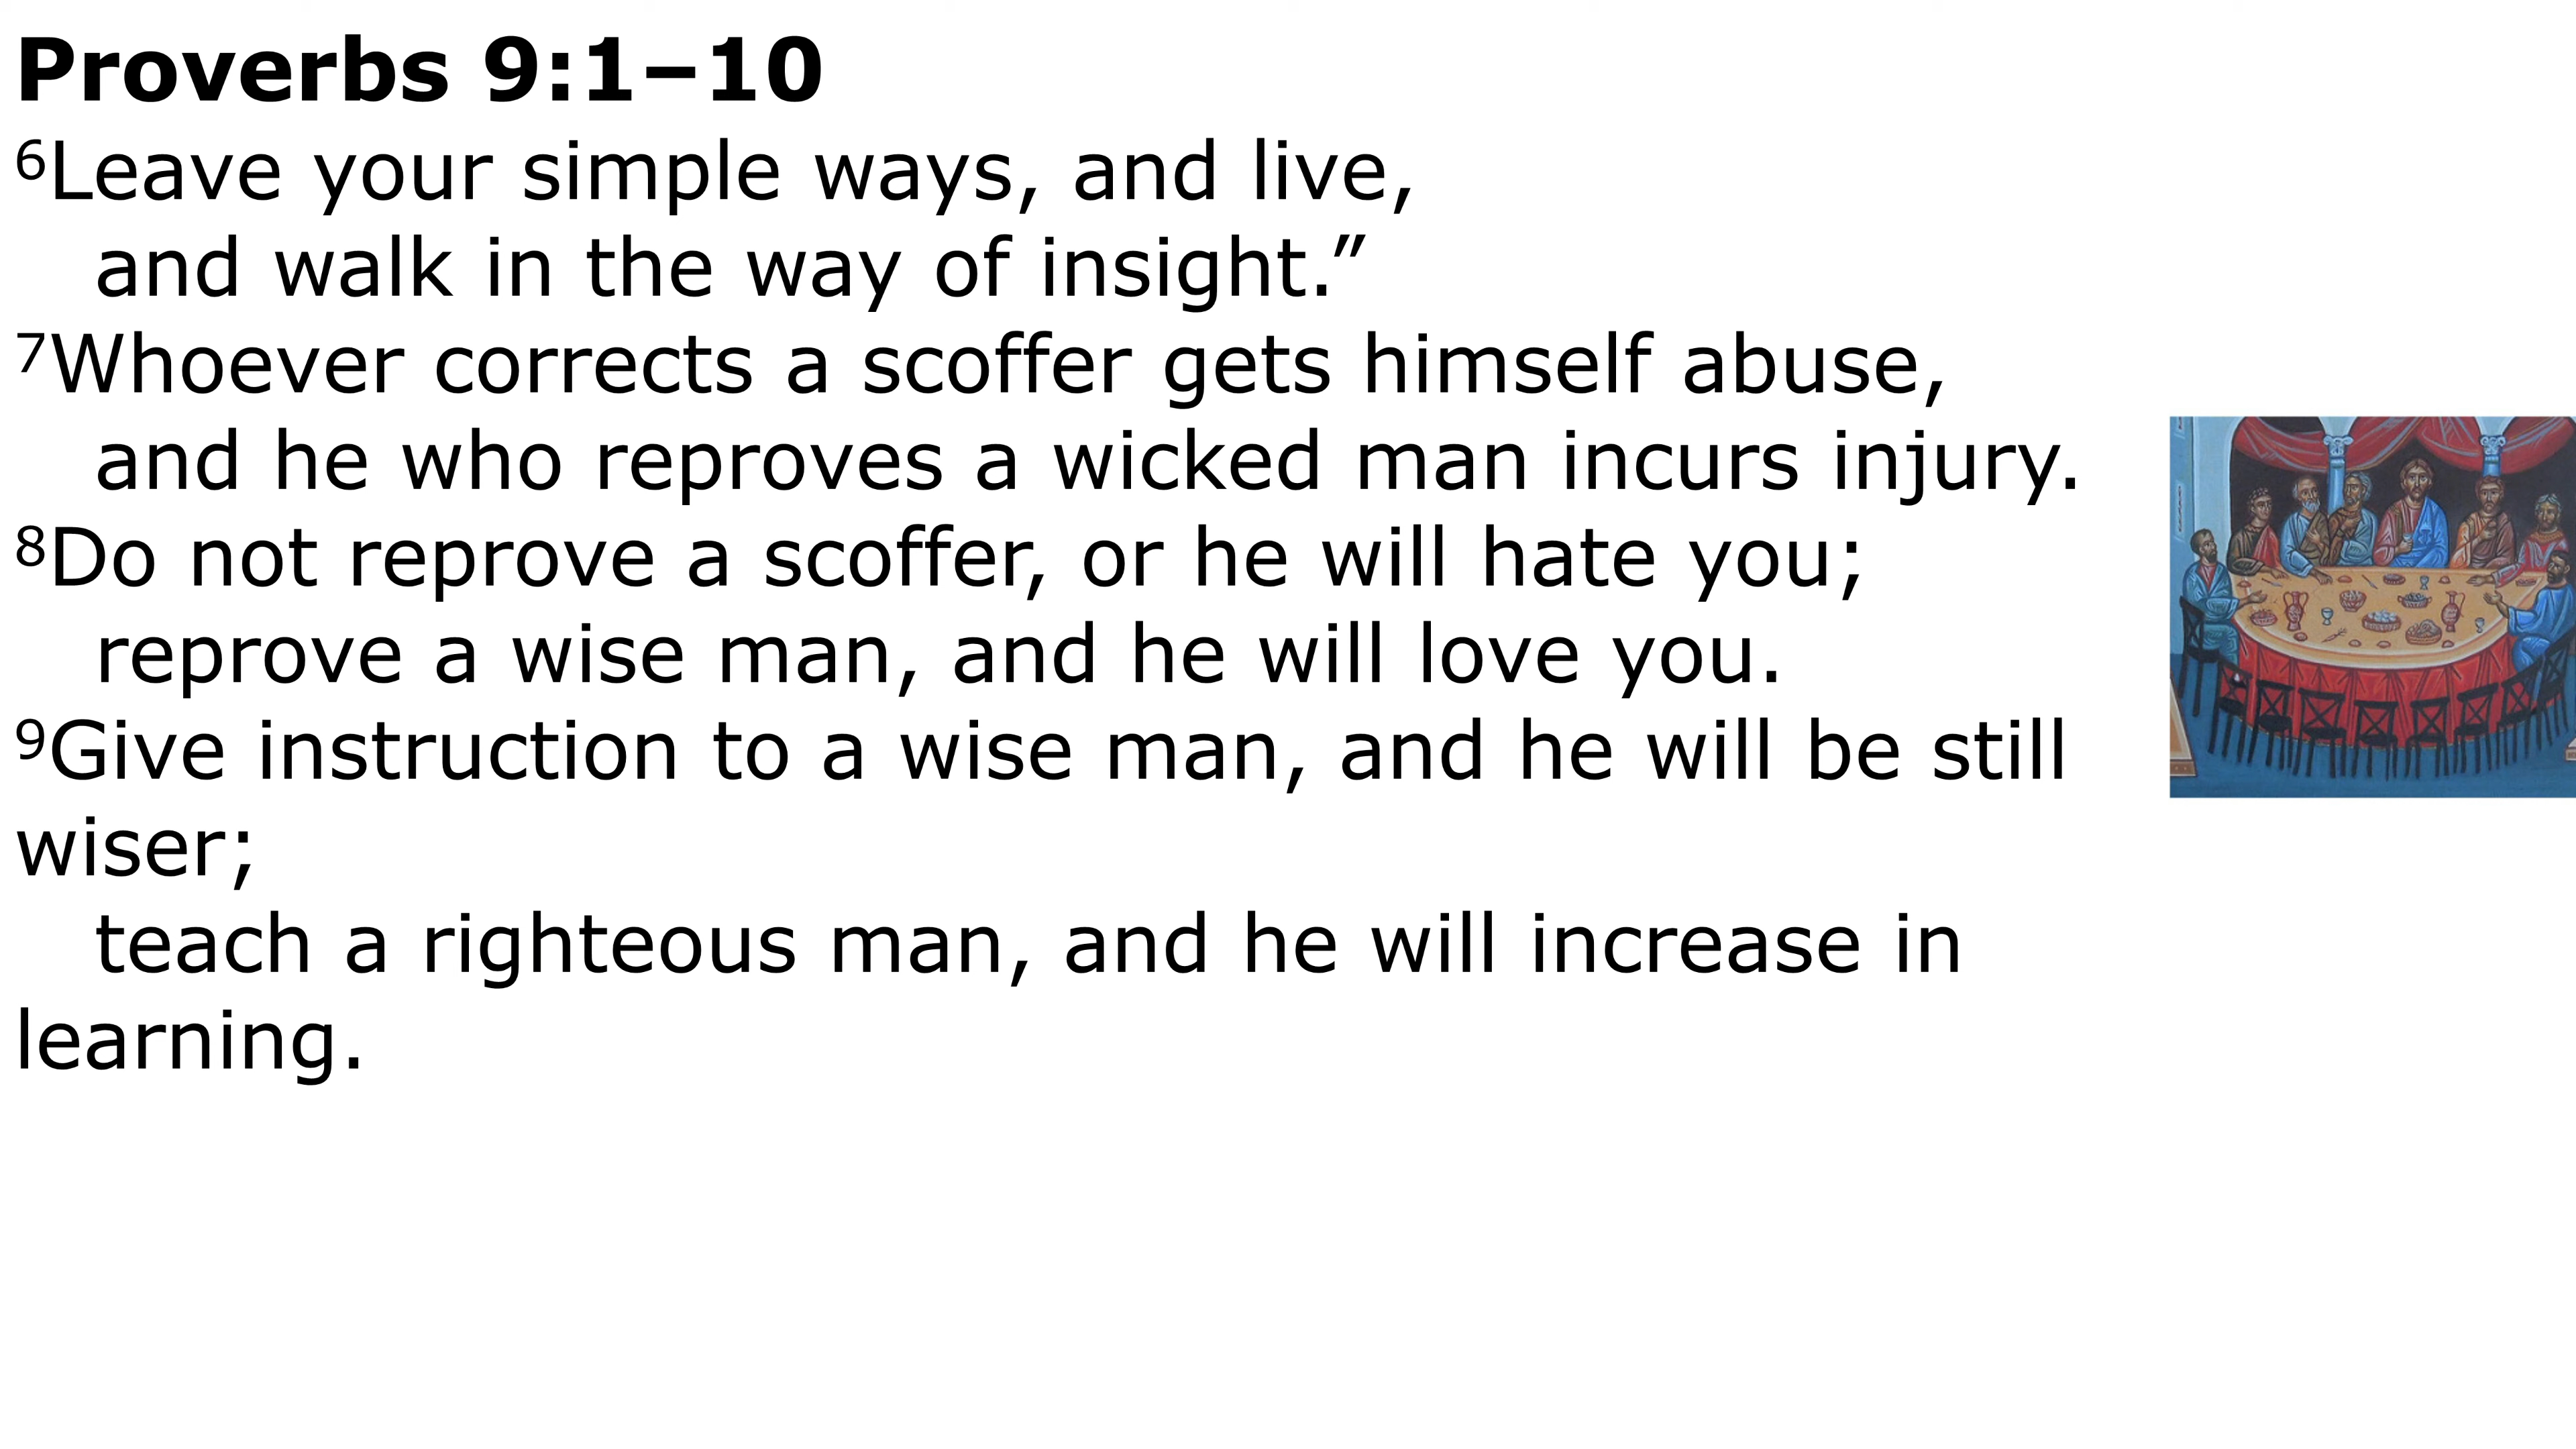 Proverbs 9:1–10
⁶Leave your simple ways, and live,
and walk in the way of insight.”
⁷Whoever corrects a scoffer gets himself abuse,
and he who reproves a wicked man incurs injury.
⁸Do not reprove a scoffer, or he will hate you;
reprove a wise man, and he will love you.
⁹Give instruction to a wise man, and he will be still
wiser;
teach a righteous man, and he will increase in
learning.